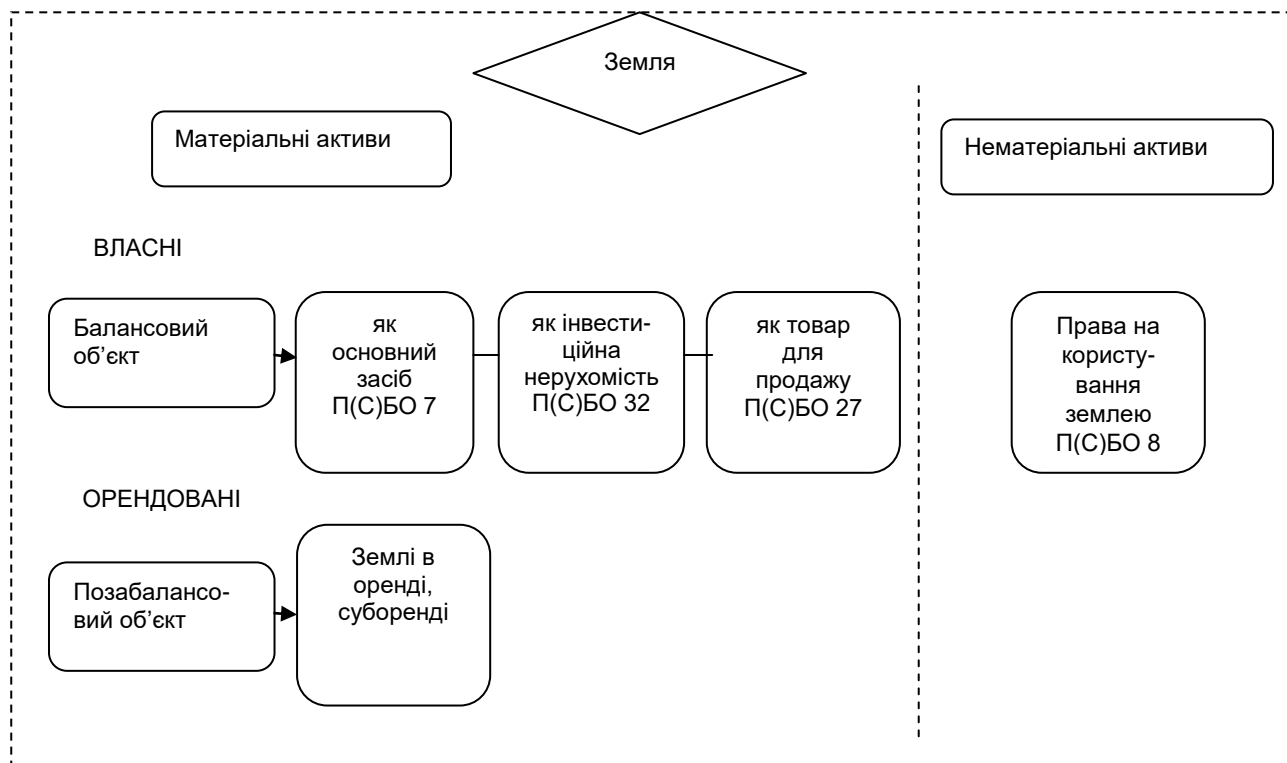 Земля
Матеріальні активи
Нематеріальні активи
ВЛАСНІ
Балансовий
об’єкт
як
основний
засіб
П(С)БО 7
як інвести-
ційна
нерухомість
П(С)БО 32
як товар
для
продажу
П(С)БО 27
Права на
користу-
вання
землею
П(С)БО 8
ОРЕНДОВАНІ
Позабалансо-
вий об’єкт
Землі в
оренді,
суборенді